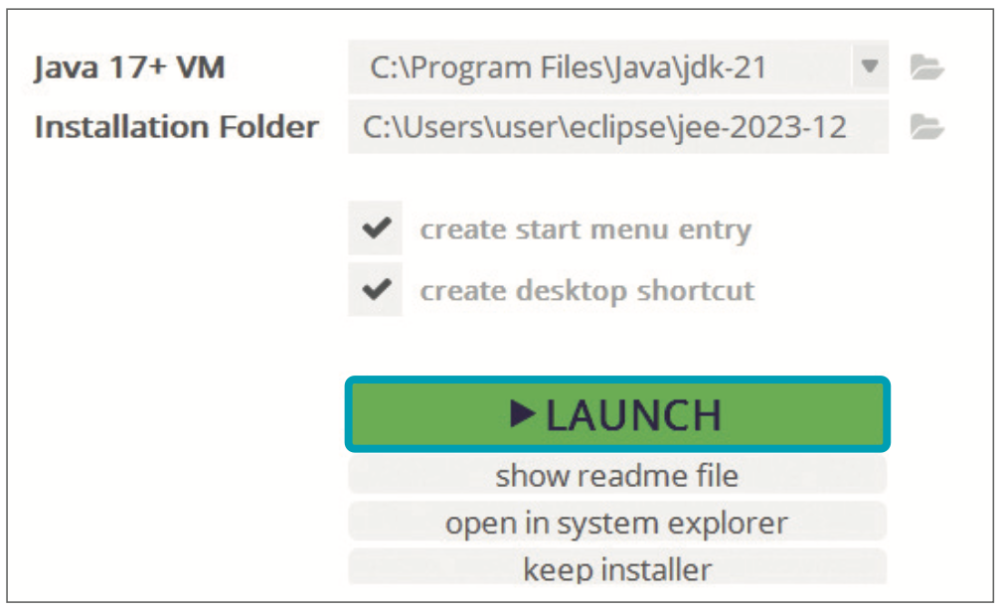 Java 17+ VM C:\Program Files\Java\jdk-21
Installation Folder C:\Users\user\eclipse\jee-2023-12
create start menu entry
create desktop shortcut
LAUNCH
show readme file
open in system explorer
keep installer